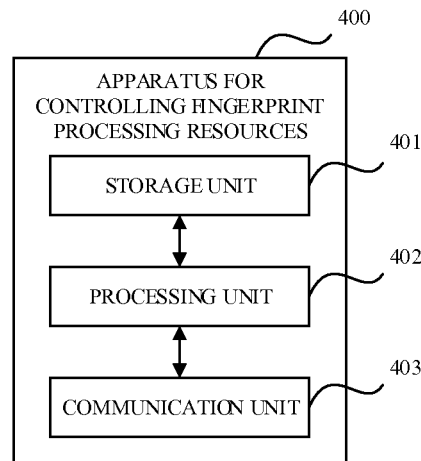 400
APPARATUS FOR
CONTROLLING FINGERPRINT
PROCESSING RESOURCES
401
STORAGE UNIT
402
PROCESSING UNIT
403
COMMUNICATION UNIT